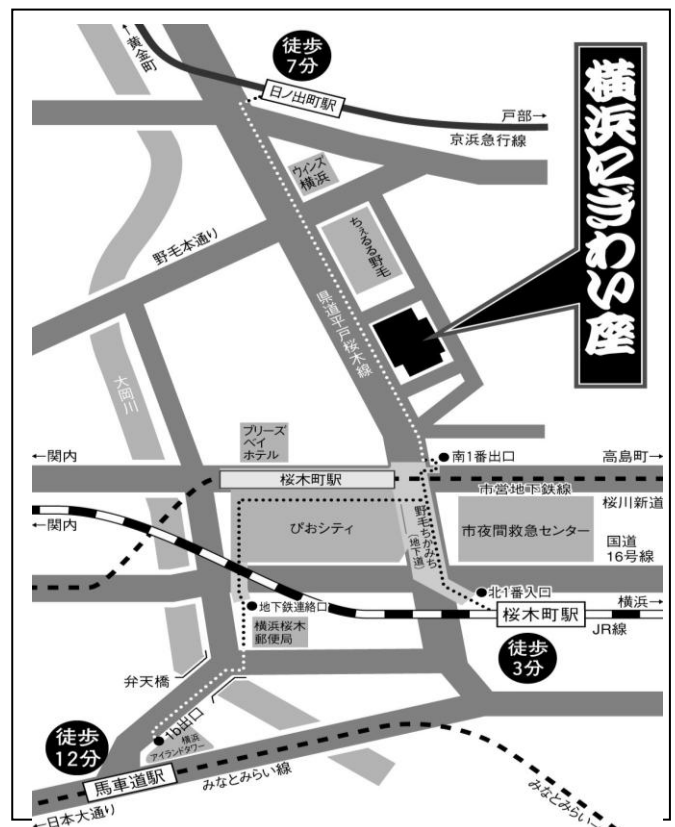 ←黄金町
徒歩
7分
日ノ出町駅
戸部→
京浜急行線
横浜にぎわい座
ウィンズ
横浜
ちぇるる野毛
野毛本通り
県道平戸桜木線
大岡川
ブリーズ
ベイ
ホテル
←関内
南1番出口
高島町→
桜木町駅
市営地下鉄線
桜川新道
←関内
ぴおシティ
野毛ちかみち
(地下道)
市夜間救急センター
国道
16号線
北1番入口
地下鉄連絡口
横浜→
桜木町駅
JR線
横浜桜木
郵便局
徒歩
3分
弁天橋
1b出口
横浜
アイランドタワー
徒歩
12分
馬車道駅
みなとみらい線
みなとみらい→
←日本大通り